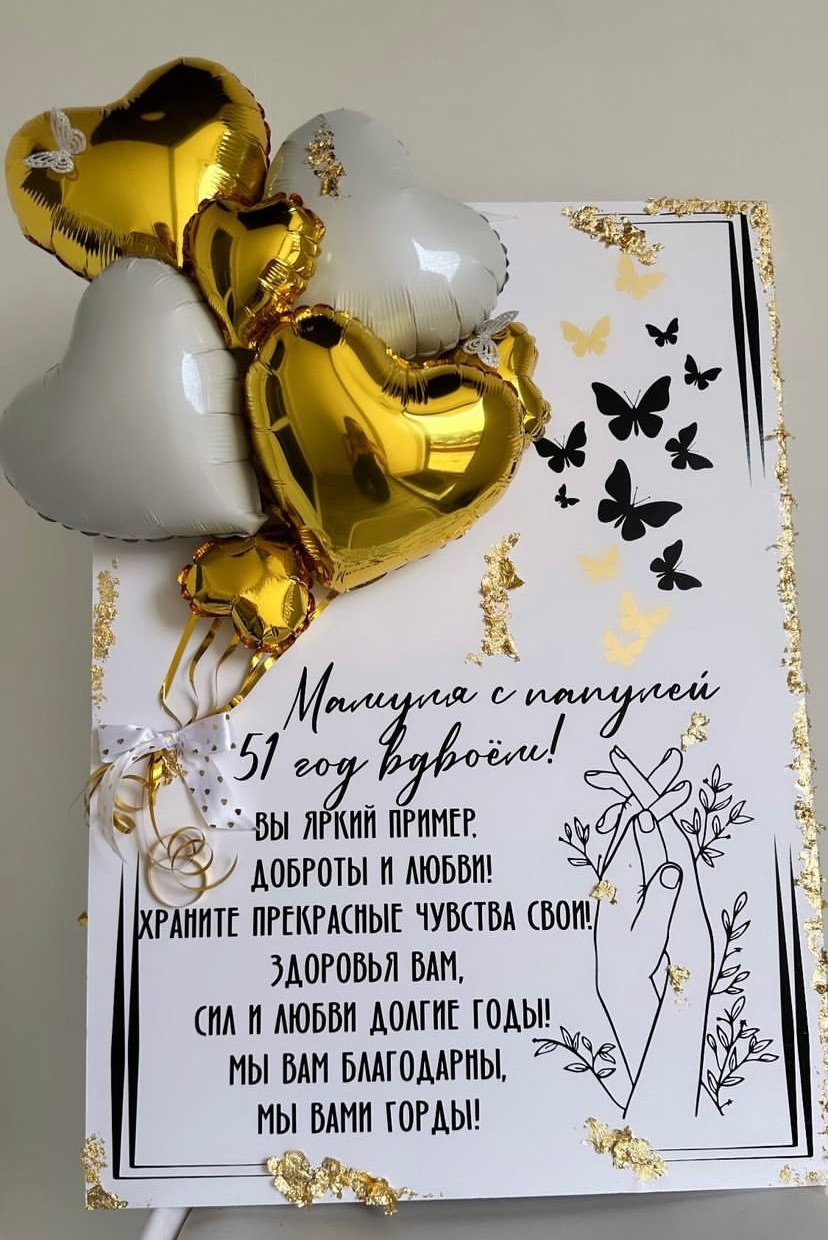 Мамуля с папулей
51 год вдвоём!
ВЫ ЯРКИЙ ПРИМЕР,
ДОБРОТЫ И ЛЮБВИ!
ХРАНИТЕ ПРЕКРАСНЫЕ ЧУВСТВА СВОИ!
ЗДОРОВЬЯ ВАМ,
СИЛ И ЛЮБВИ ДОЛГИЕ ГОДЫ!
МЫ ВАМ БЛАГОДАРНЫ,
МЫ ВАМИ ГОРДЫ!